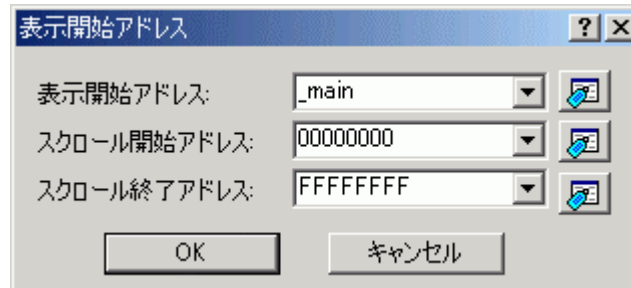 表示開始アドレス
表示開始アドレス: _main
スクロール開始アドレス: 00000000
スクロール終了アドレス: FFFFFFFF
OK キャンセル